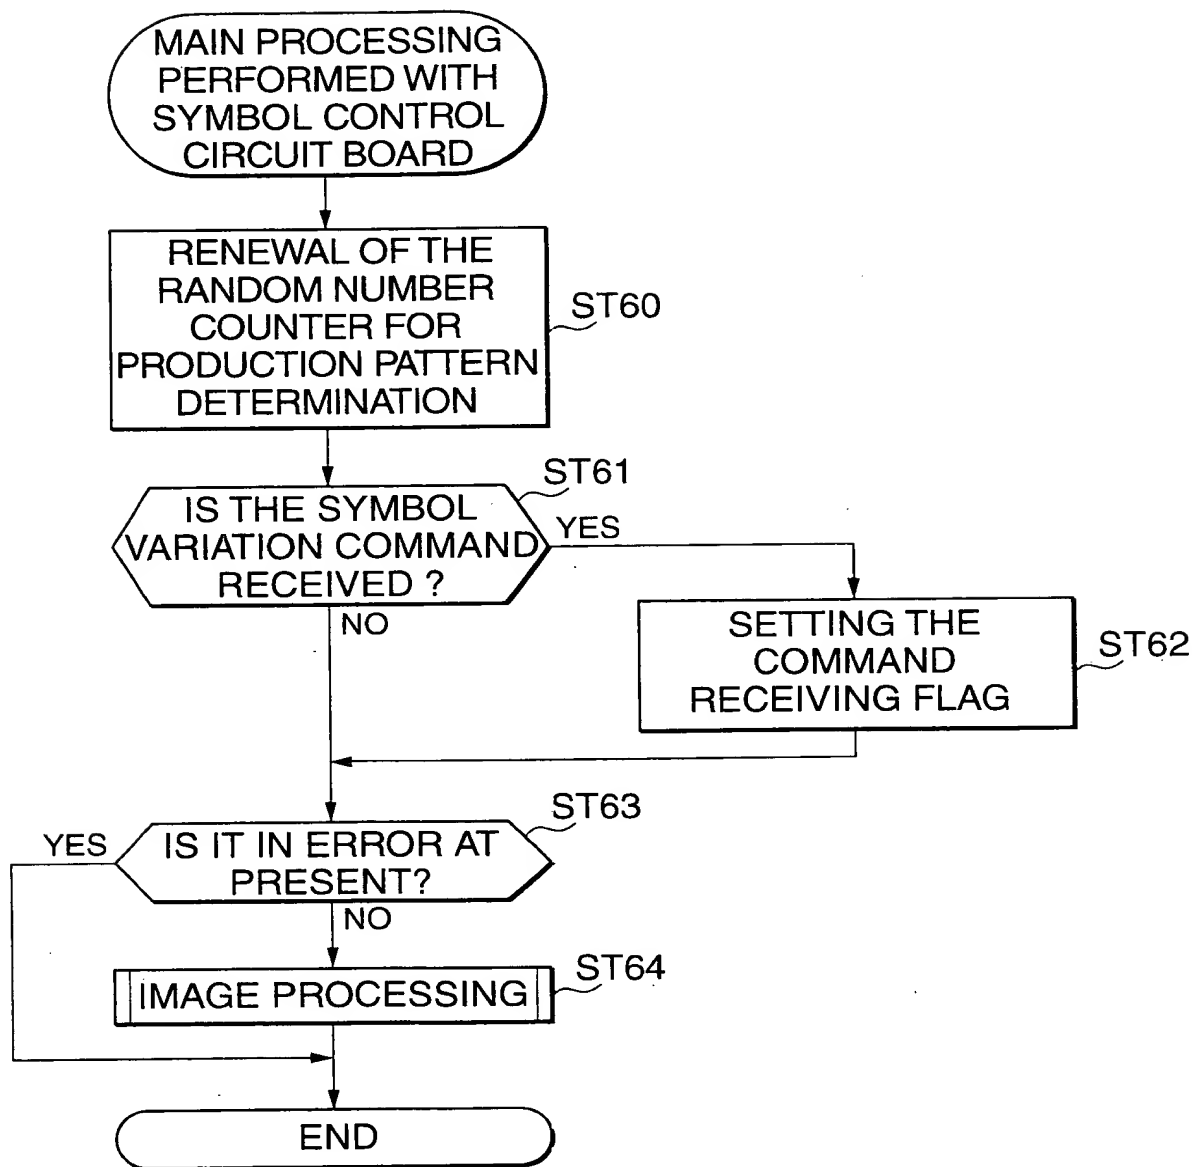 MAIN PROCESSING
PERFORMED WITH
SYMBOL CONTROL
CIRCUIT BOARD
RENEWAL OF THE
RANDOM NUMBER
COUNTER FOR
PRODUCTION PATTERN
DETERMINATION
ST60
IS THE SYMBOL
VARIATION COMMAND
RECEIVED ?
ST61
YES
NO
SETTING THE
COMMAND
RECEIVING FLAG
ST62
IS IT IN ERROR AT
PRESENT?
ST63
YES
NO
IMAGE PROCESSING
ST64
END